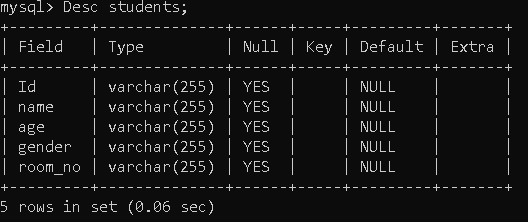 mysql> Desc students;
+---------+--------------+------+-----+---------+-------+
| Field   | Type         | Null | Key | Default | Extra |
+---------+--------------+------+-----+---------+-------+
| Id      | varchar(255) | YES  |     | NULL    |       |
| name    | varchar(255) | YES  |     | NULL    |       |
| age     | varchar(255) | YES  |     | NULL    |       |
| gender  | varchar(255) | YES  |     | NULL    |       |
| room_no | varchar(255) | YES  |     | NULL    |       |
+---------+--------------+------+-----+---------+-------+
5 rows in set (0.06 sec)